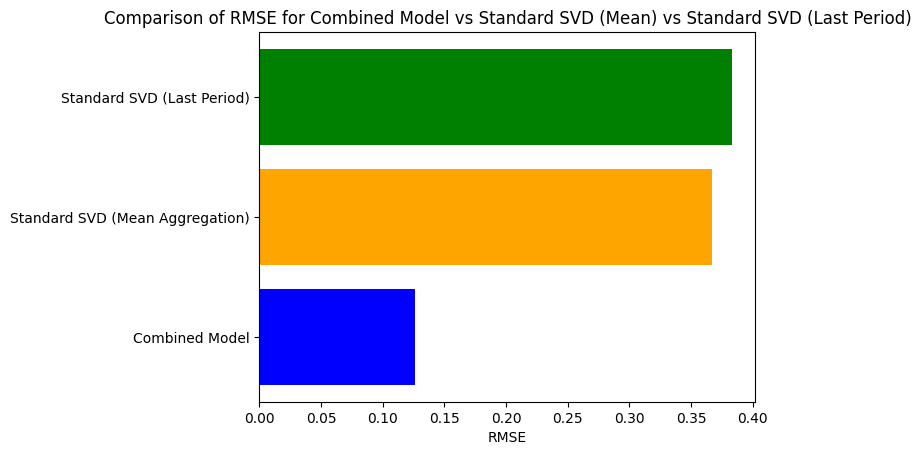 Comparison of RMSE for Combined Model vs Standard SVD (Mean) vs Standard SVD (Last Period)
Standard SVD (Last Period)
Standard SVD (Mean Aggregation)
Combined Model
0.00 0.05 0.10 0.15 0.20 0.25 0.30 0.35 0.40
RMSE